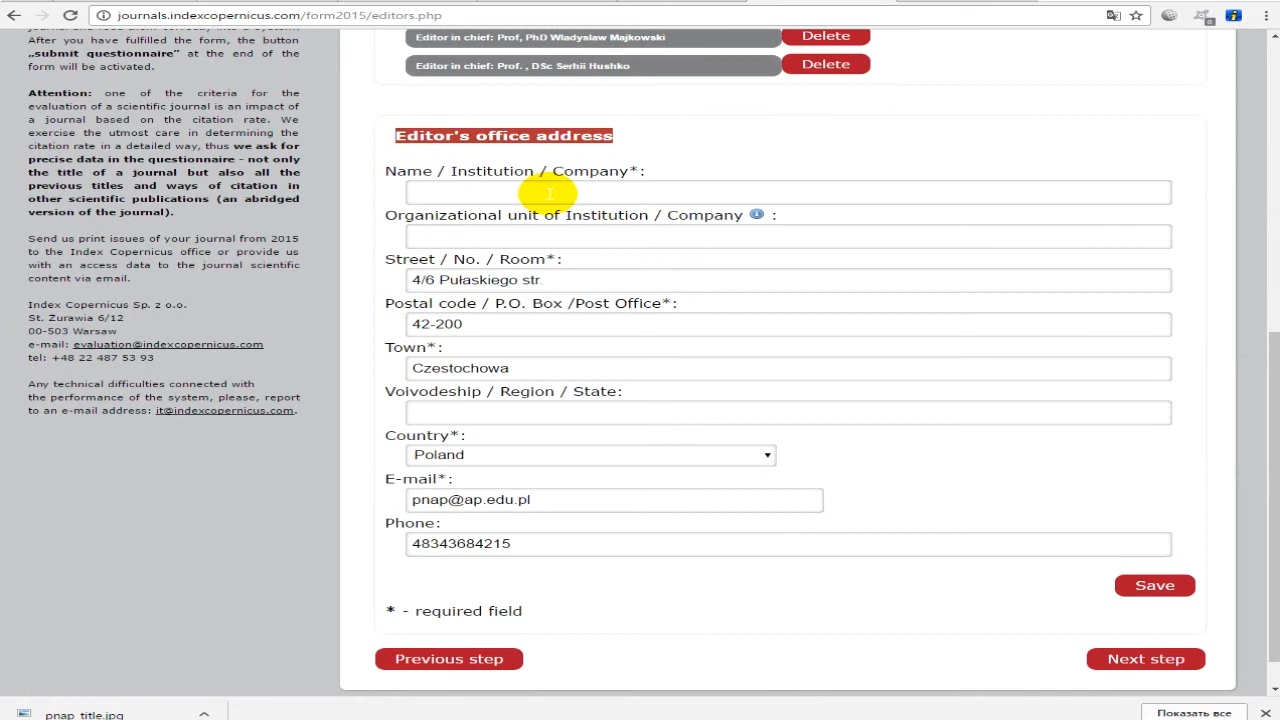 journals.indexcopernicus.com/form2015/editors.php
After you have fulfilled the form, the button
„submit questionnaire” at the end of the
form will be activated.
Attention: one of the criteria for the
evaluation of a scientific journal is an impact of
a journal based on the citation rate. We
exercise the utmost care in determining the
citation rate in a detailed way, thus we ask for
precise data in the questionnaire - not only
the title of a journal but also all the
previous titles and ways of citation in
other scientific publications (an abridged
version of the journal).
Send us print issues of your journal from 2015
to the Index Copernicus office or provide us
with an access data to the journal scientific
content via email.
Index Copernicus Sp. z o.o.
St. Żurawia 6/12
00-503 Warsaw
e-mail: evaluation@indexcopernicus.com
tel: +48 22 487 53 93
Any technical difficulties connected with
the performance of the system, please, report
to an e-mail address: it@indexcopernicus.com.
Editor in chief: Prof, PhD Wladyslaw Majkowski
Delete
Editor in chief: Prof. , DSc Serhii Hushko
Delete
Editor's office address
Name / Institution / Company*:
Organizational unit of Institution / Company :
Street / No. / Room*:
4/6 Pułaskiego str.
Postal code / P.O. Box /Post Office*:
42-200
Town*:
Czestochowa
Voivodeship / Region / State:
Country*:
Poland
E-mail*:
pnap@ap.edu.pl
Phone:
48343684215
Save
* - required field
Previous step
Next step
pnap_title.jpg
Показать все